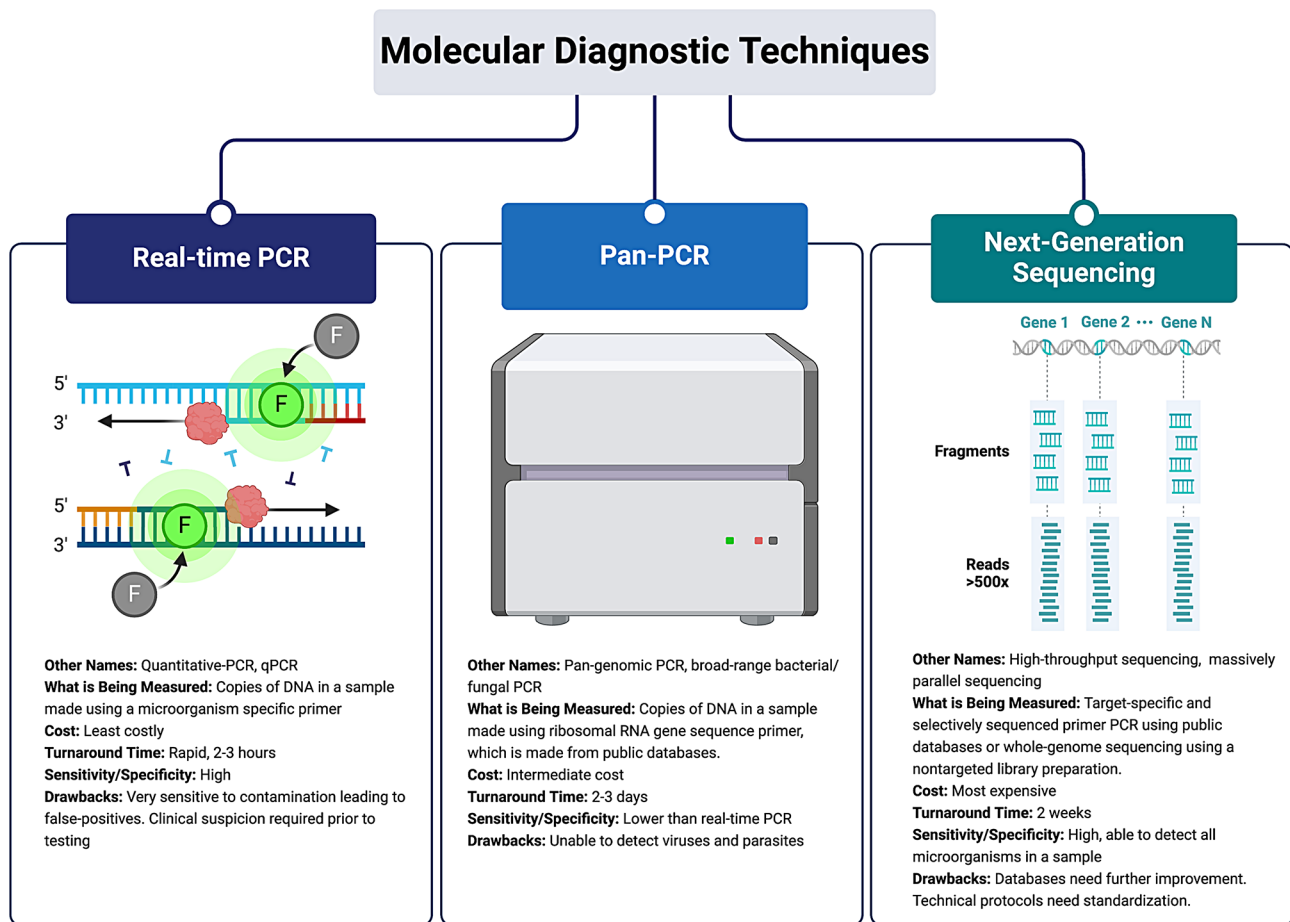 Molecular Diagnostic Techniques
Real-time PCR
F
5'
F
3'
5'
F
3'
F
Other Names: Quantitative-PCR, qPCR
What is Being Measured: Copies of DNA in a sample
made using a microorganism specific primer
Cost: Least costly
Turnaround Time: Rapid, 2-3 hours
Sensitivity/Specificity: High
Drawbacks: Very sensitive to contamination leading to
false-positives. Clinical suspicion required prior to
testing
Pan-PCR
Other Names: Pan-genomic PCR, broad-range bacterial/
fungal PCR
What is Being Measured: Copies of DNA in a sample
made using ribosomal RNA gene sequence primer,
which is made from public databases.
Cost: Intermediate cost
Turnaround Time: 2-3 days
Sensitivity/Specificity: Lower than real-time PCR
Drawbacks: Unable to detect viruses and parasites
Next-Generation
Sequencing
Gene 1 Gene 2 ··· Gene N
Fragments
Reads
>500x
Other Names: High-throughput sequencing, massively
parallel sequencing
What is Being Measured: Target-specific and
selectively sequenced primer PCR using public
databases or whole-genome sequencing using a
nontargeted library preparation.
Cost: Most expensive
Turnaround Time: 2 weeks
Sensitivity/Specificity: High, able to detect all
microorganisms in a sample
Drawbacks: Databases need further improvement.
Technical protocols need standardization.